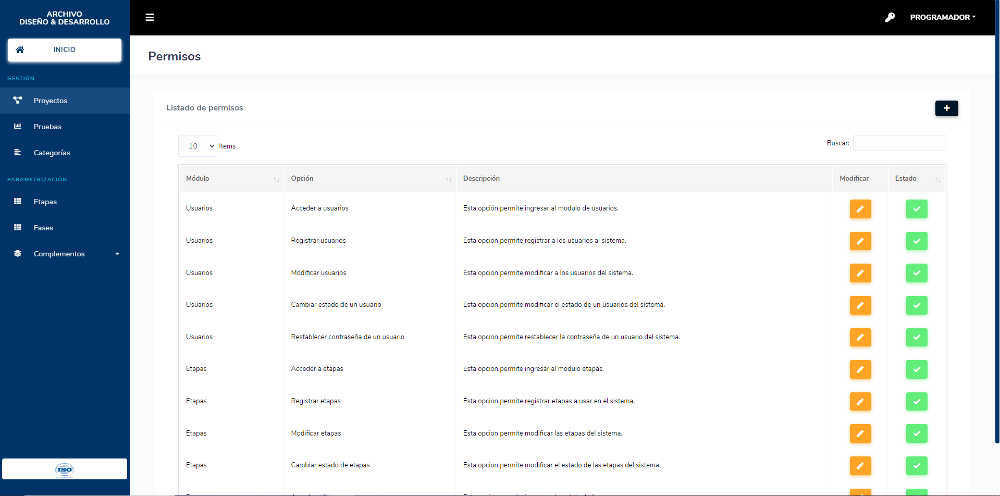 ARCHIVO
DISEÑO & DESARROLLO
INICIO
GESTIÓN
Proyectos
Pruebas
Categorías
PARAMETRIZACIÓN
Etapas
Fases
Complementos
ISO
PROGRAMADOR
Permisos
Listado de permisos
10 Items
Buscar:
Módulo Opción Descripción Modificar Estado
Usuarios Acceder a usuarios Esta opción permite ingresar al modulo de usuarios.
Usuarios Registrar usuarios Esta opcion permite registrar a los usuarios al sistema.
Usuarios Modificar usuarios Esta opcion permite modificar a los usuarios del sistema.
Usuarios Cambiar estado de un usuario Esta opcion permite modificar el estado de un usuarios del sistema.
Usuarios Restablecer contraseña de un usuario Esta opcion permite restablecer la contraseña de un usuario del sistema.
Etapas Acceder a etapas Esta opcion permite ingresar al modulo etapas.
Etapas Registrar etapas Esta opcion permite registrar etapas a usar en el sistema.
Etapas Modificar etapas Esta opcion permite modificar las etapas del sistema.
Etapas Cambiar estado de etapas Esta opcion permite modificar el estado de las etapas del sistema.